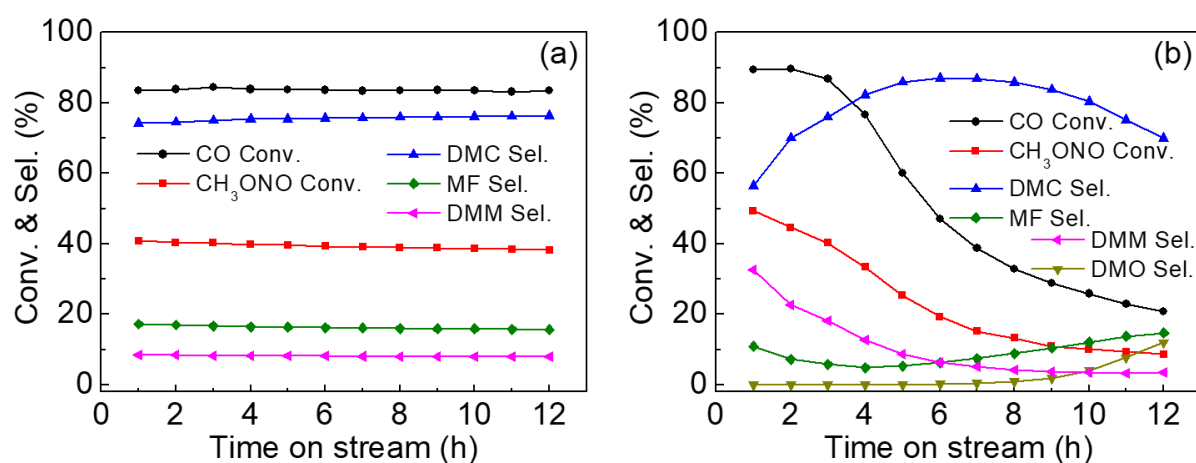 (a)
Conv. & Sel. (%)
100
80
60
40
20
0
CO Conv.
CH₃ONO Conv.
DMC Sel.
MF Sel.
DMM Sel.
0 2 4 6 8 10 12
Time on stream (h)
(b)
Conv. & Sel. (%)
100
80
60
40
20
0
CO Conv.
CH₃ONO Conv.
DMC Sel.
MF Sel.
DMM Sel.
DMO Sel.
0 2 4 6 8 10 12
Time on stream (h)